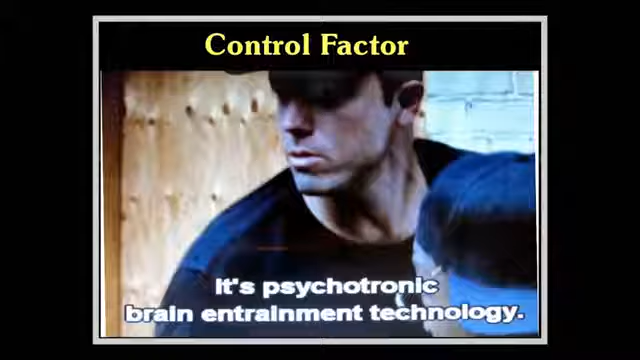 Control Factor
It's psychotronic
brain entrainment technology.